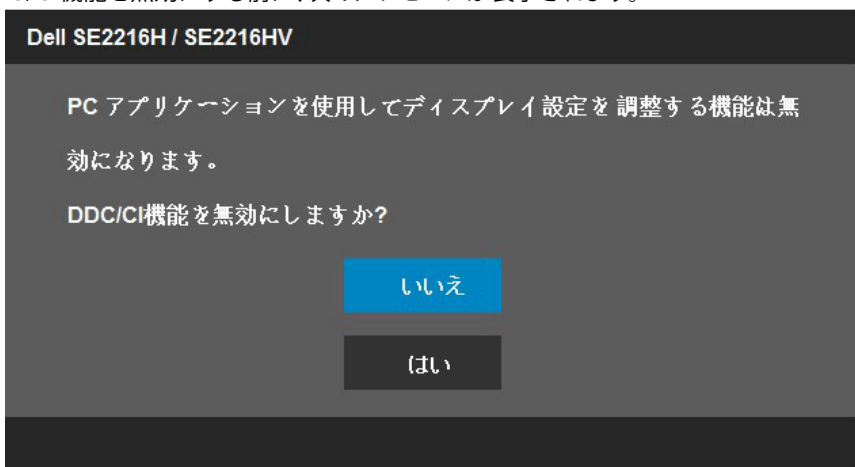 Dell SE2216H / SE2216HV
PC アプリケーションを使用してディスプレイ設定を調整する機能は無
効になります。
DDC/CI機能を無効にしますか?
いいえ
はい